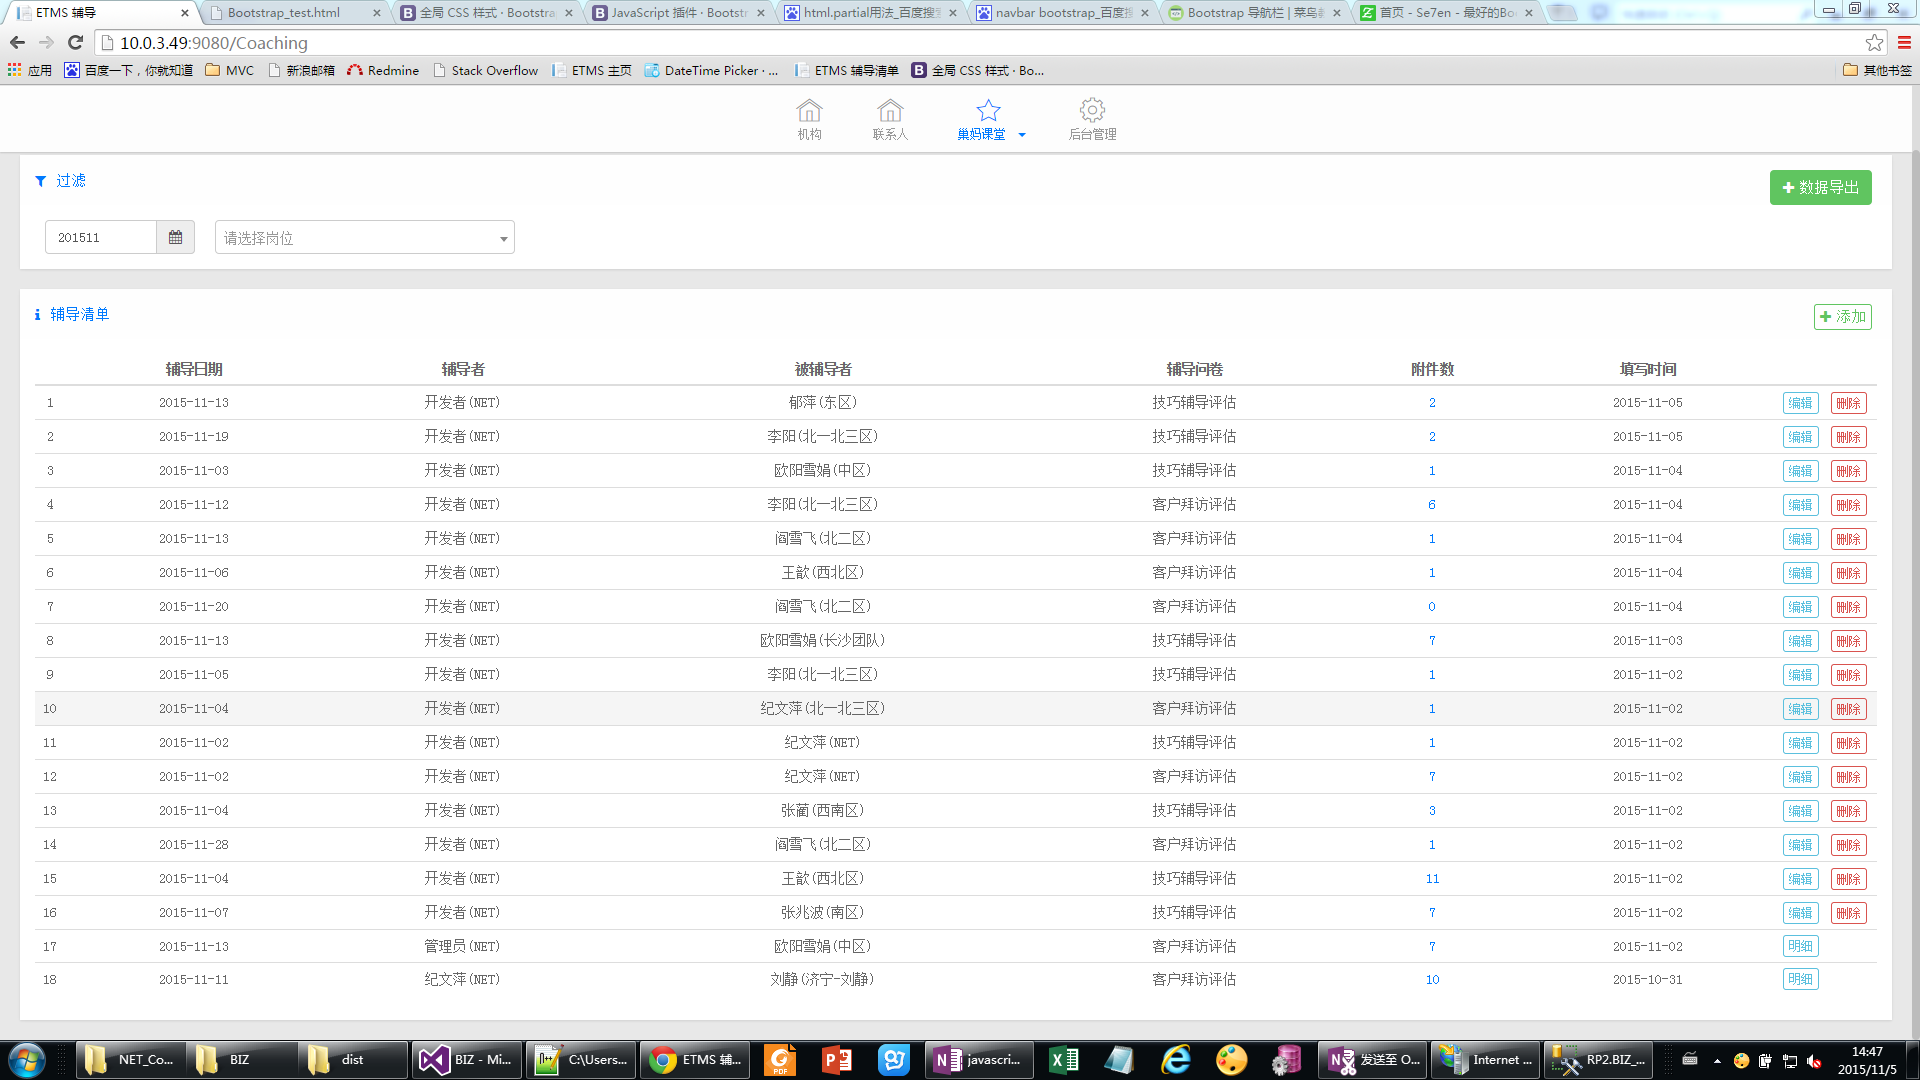 ETMS 辅导
Bootstrap_test.html
全局 CSS 样式 · Bootstra
JavaScript 插件 · Bootstr
html.partial用法_百度搜
navbar bootstrap_百度
Bootstrap 导航栏 | 菜鸟
首页 - Se7en - 最好的Bo
10.0.3.49:9080/Coaching
应用 百度一下，你就知道 MVC 新浪邮箱 Redmine Stack Overflow ETMS 主页 DateTime Picker · ... ETMS 辅导清单 全局 CSS 样式 · Bo... 其他书签
机构 联系人 巢妈课堂 后台管理
过滤
数据导出
201511 请选择岗位
辅导清单
添加
辅导日期 辅导者 被辅导者 辅导问卷 附件数 填写时间
1 2015-11-13 开发者(NET) 郁萍(东区) 技巧辅导评估 2 2015-11-05 编辑 删除
2 2015-11-19 开发者(NET) 李阳(北一北三区) 技巧辅导评估 2 2015-11-05 编辑 删除
3 2015-11-03 开发者(NET) 欧阳雪娟(中区) 技巧辅导评估 1 2015-11-04 编辑 删除
4 2015-11-12 开发者(NET) 李阳(北一北三区) 客户拜访评估 6 2015-11-04 编辑 删除
5 2015-11-13 开发者(NET) 阎雪飞(北二区) 客户拜访评估 1 2015-11-04 编辑 删除
6 2015-11-06 开发者(NET) 王歆(西北区) 客户拜访评估 1 2015-11-04 编辑 删除
7 2015-11-20 开发者(NET) 阎雪飞(北二区) 客户拜访评估 0 2015-11-04 编辑 删除
8 2015-11-13 开发者(NET) 欧阳雪娟(长沙团队) 技巧辅导评估 7 2015-11-03 编辑 删除
9 2015-11-05 开发者(NET) 李阳(北一北三区) 技巧辅导评估 1 2015-11-02 编辑 删除
10 2015-11-04 开发者(NET) 纪文萍(北一北三区) 客户拜访评估 1 2015-11-02 编辑 删除
11 2015-11-02 开发者(NET) 纪文萍(NET) 技巧辅导评估 1 2015-11-02 编辑 删除
12 2015-11-02 开发者(NET) 纪文萍(NET) 客户拜访评估 7 2015-11-02 编辑 删除
13 2015-11-04 开发者(NET) 张蔺(西南区) 技巧辅导评估 3 2015-11-02 编辑 删除
14 2015-11-28 开发者(NET) 阎雪飞(北二区) 客户拜访评估 1 2015-11-02 编辑 删除
15 2015-11-04 开发者(NET) 王歆(西北区) 技巧辅导评估 11 2015-11-02 编辑 删除
16 2015-11-07 开发者(NET) 张兆波(南区) 技巧辅导评估 7 2015-11-02 编辑 删除
17 2015-11-13 管理员(NET) 欧阳雪娟(中区) 客户拜访评估 7 2015-11-02 明细
18 2015-11-11 纪文萍(NET) 刘静(济宁-刘静) 客户拜访评估 10 2015-10-31 明细
NET_Co... BIZ dist BIZ - Mi... C:\Users... ETMS 辅... PDF javascri... 发送至 O... Internet ... RP2.BIZ_... 14:47
2015/11/5